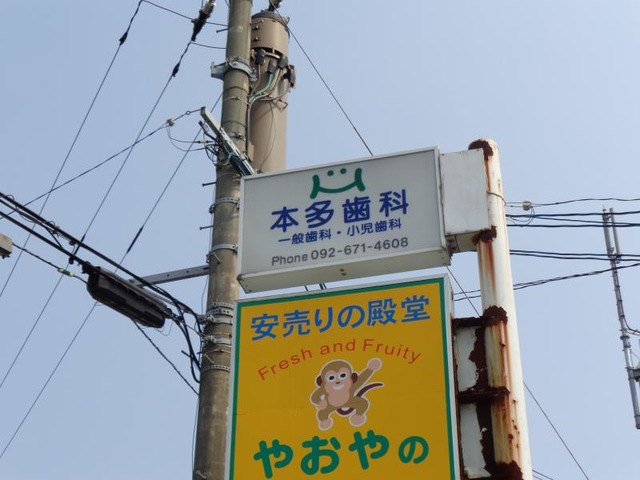 本多歯科
一般歯科・小児歯科
Phone 092-671-4608
安売りの殿堂
Fresh and Fruity
やおやの